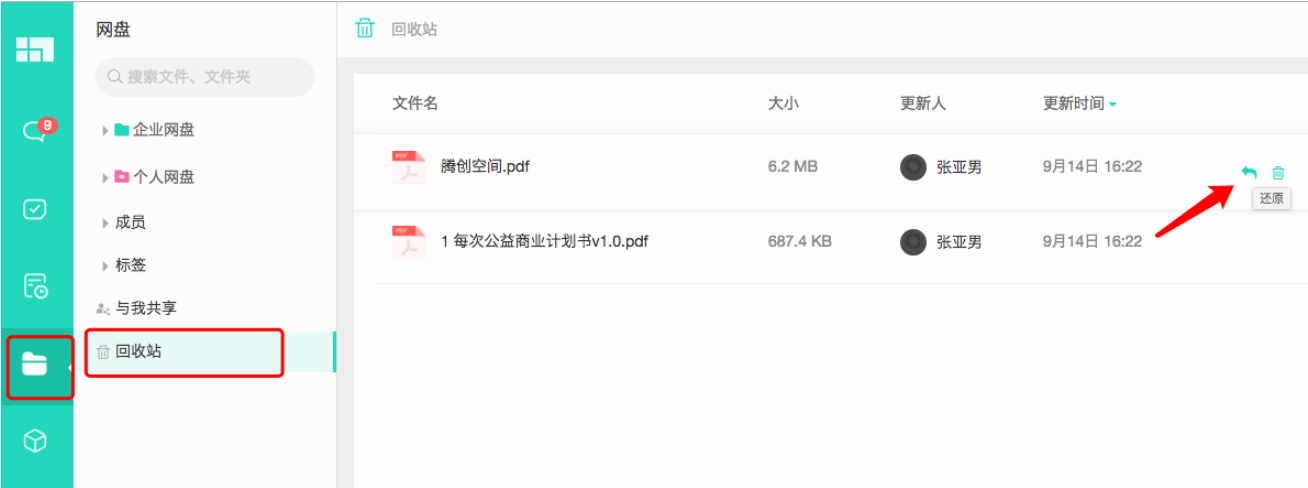 网盘
回收站
搜索文件、文件夹
9
企业网盘
个人网盘
成员
标签
与我共享
回收站
文件名 大小 更新人 更新时间
PDF 腾创空间.pdf 6.2 MB 张亚男 9月14日 16:22
还原
PDF 1 每次公益商业计划书v1.0.pdf 687.4 KB 张亚男 9月14日 16:22